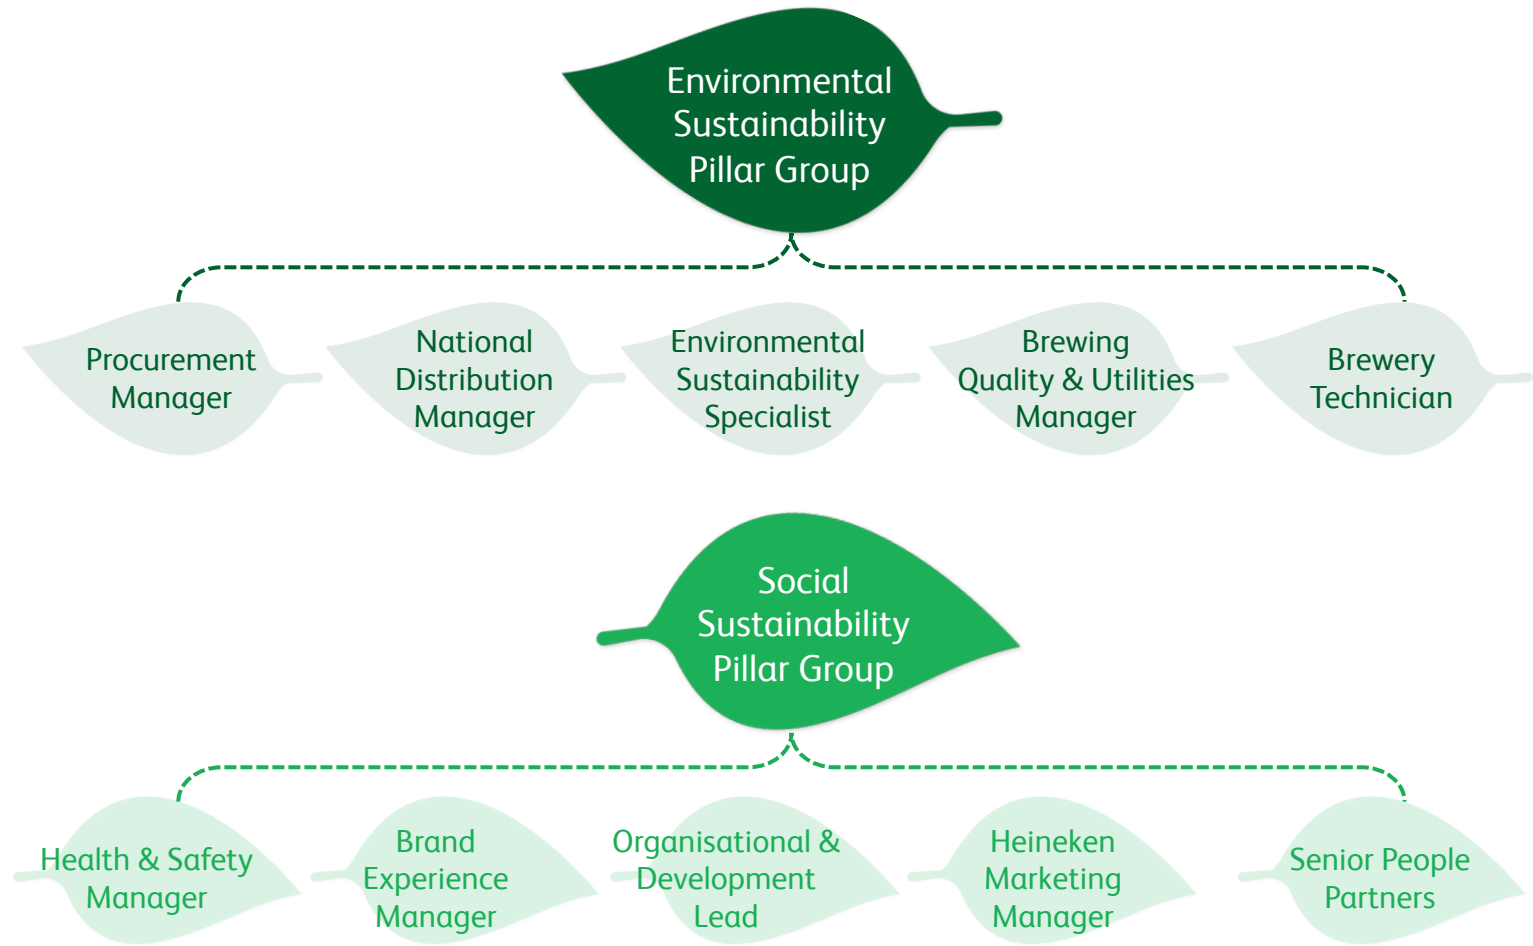 Environmental
Sustainability
Pillar Group
Procurement
Manager
National
Distribution
Manager
Environmental
Sustainability
Specialist
Brewing
Quality & Utilities
Manager
Brewery
Technician
Social
Sustainability
Pillar Group
Health & Safety
Manager
Brand
Experience
Manager
Organisational &
Development
Lead
Heineken
Marketing
Manager
Senior People
Partners